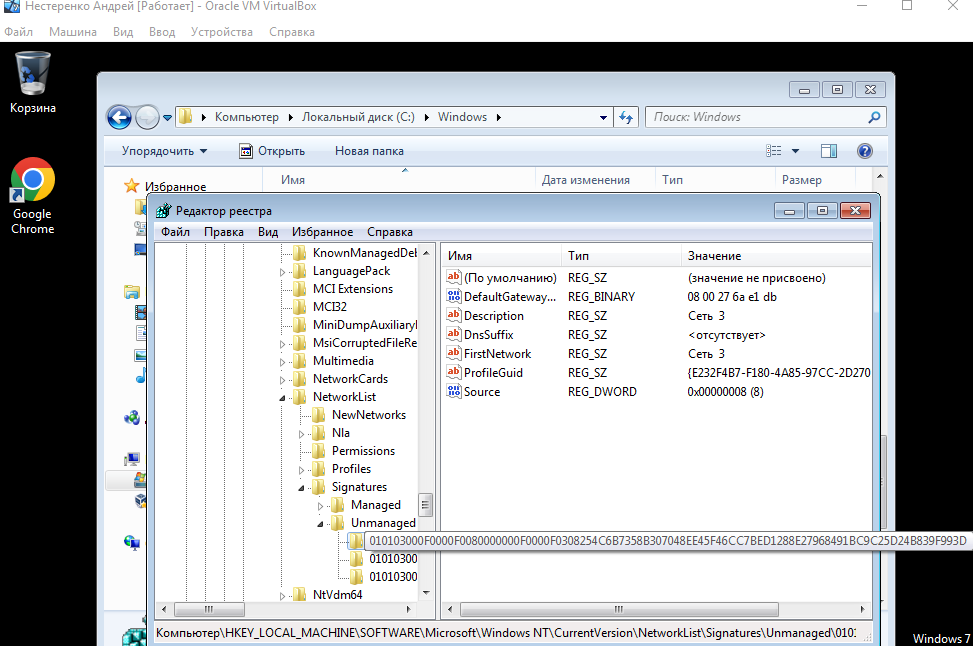 Нестеренко Андрей [Работает] - Oracle VM VirtualBox
Файл Машина Вид Ввод Устройства Справка
Корзина
Google
Chrome
Компьютер Локальный диск (C:) Windows
Поиск: Windows
Упорядочить Открыть Новая папка
Избранное Имя Дата изменения Тип Размер
Редактор реестра
Файл Правка Вид Избранное Справка
KnownManagedDeb
LanguagePack
MCI Extensions
MCI32
MiniDumpAuxiliaryI
MsiCorruptedFileRe
Multimedia
NetworkCards
NetworkList
NewNetworks
Nla
Permissions
Profiles
Signatures
Managed
Unmanaged
010103000F0000F0080000000F0000F0308254C6B7358B307048EE45F46CC7BED1288E27968491BC9C25D24B839F993D
010103000
010103000
NtVdm64
Имя Тип Значение
(По умолчанию) REG_SZ (значение не присвоено)
DefaultGateway... REG_BINARY 08 00 27 6a e1 db
Description REG_SZ Сеть 3
DnsSuffix REG_SZ <отсутствует>
FirstNetwork REG_SZ Сеть 3
ProfileGuid REG_SZ {E232F4B7-F180-4A85-97CC-2D270
Source REG_DWORD 0x00000008 (8)
Компьютер\HKEY_LOCAL_MACHINE\SOFTWARE\Microsoft\Windows NT\CurrentVersion\NetworkList\Signatures\Unmanaged\0101
Windows 7